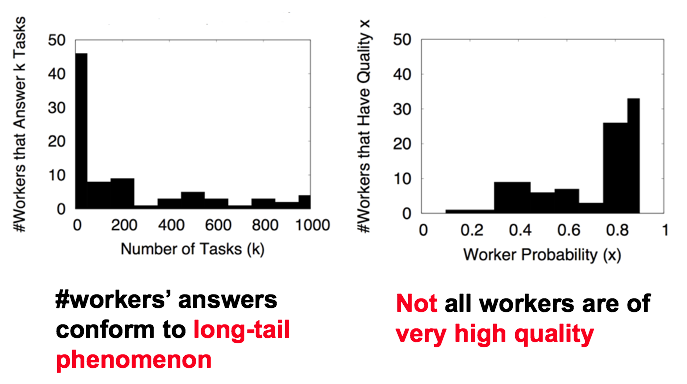 #Workers that Answer k Tasks
50
40
30
20
10
0
0 200 400 600 800 1000
Number of Tasks (k)
#workers’ answers
conform to long-tail
phenomenon
#Workers that Have Quality x
50
40
30
20
10
0
0 0.2 0.4 0.6 0.8 1
Worker Probability (x)
Not all workers are of
very high quality